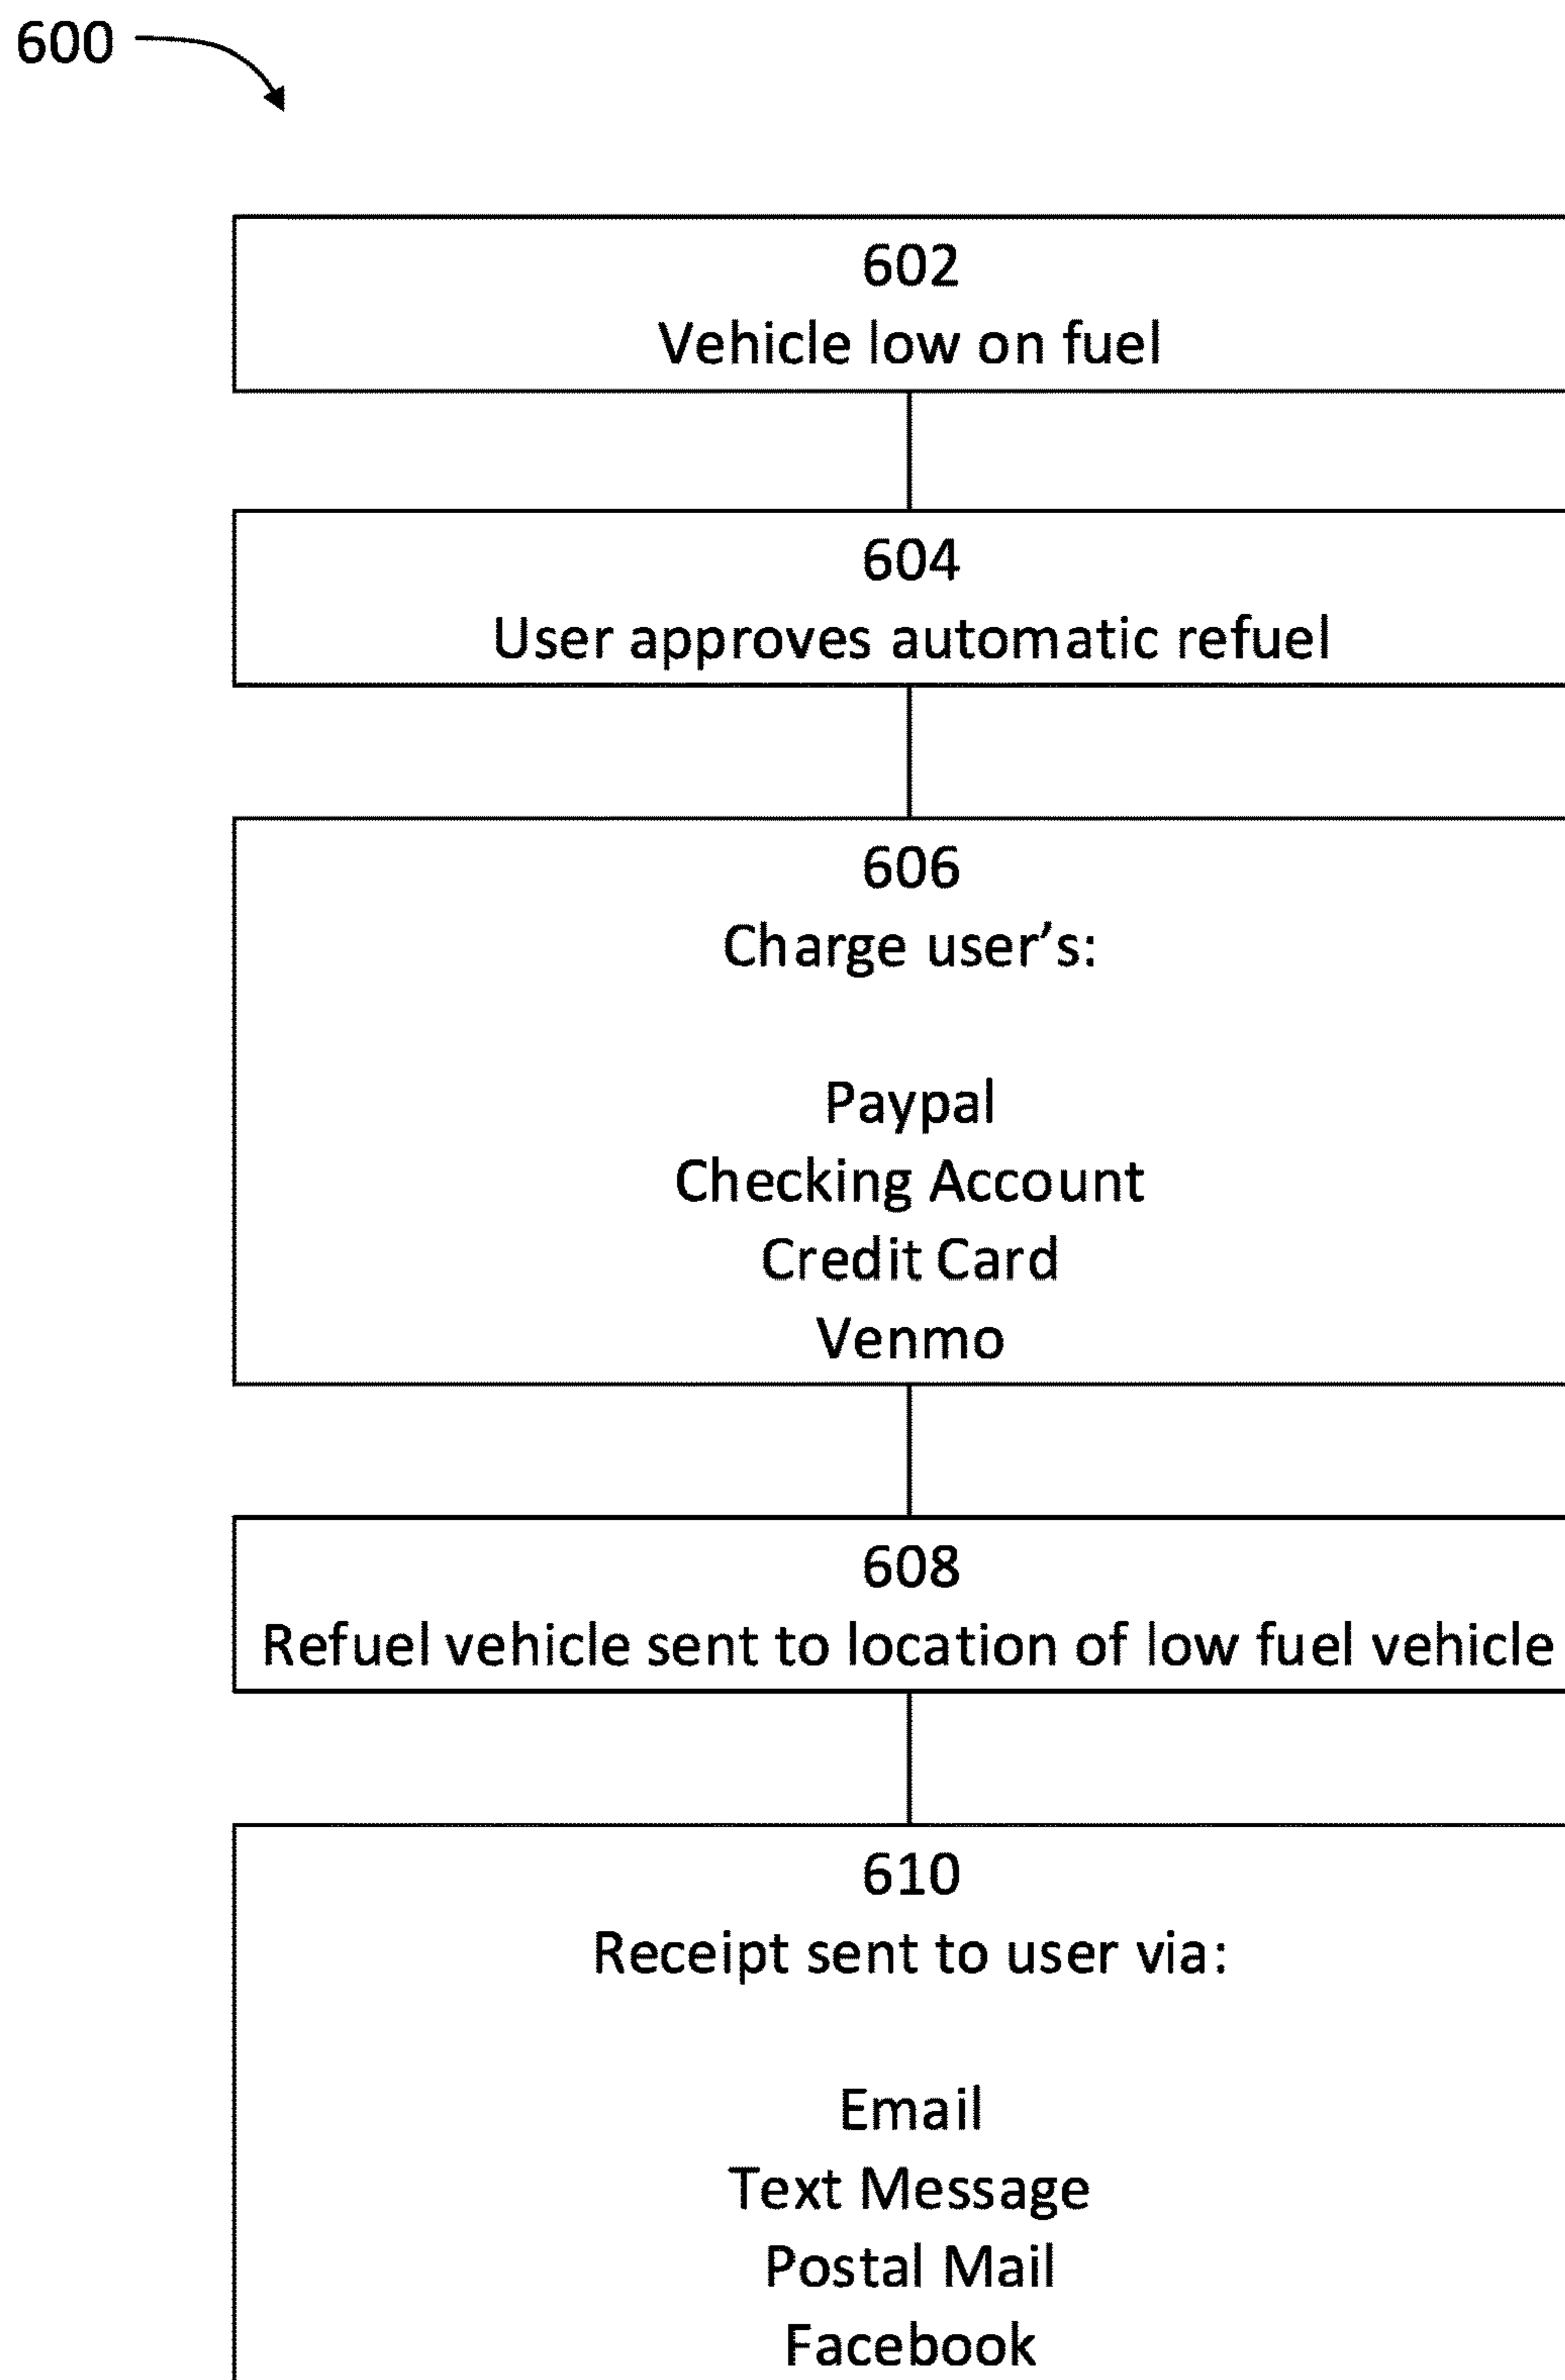 600
602
Vehicle low on fuel
604
User approves automatic refuel
606
Charge user’s:
Paypal
Checking Account
Credit Card
Venmo
608
Refuel vehicle sent to location of low fuel vehicle
610
Receipt sent to user via:
Email
Text Message
Postal Mail
Facebook